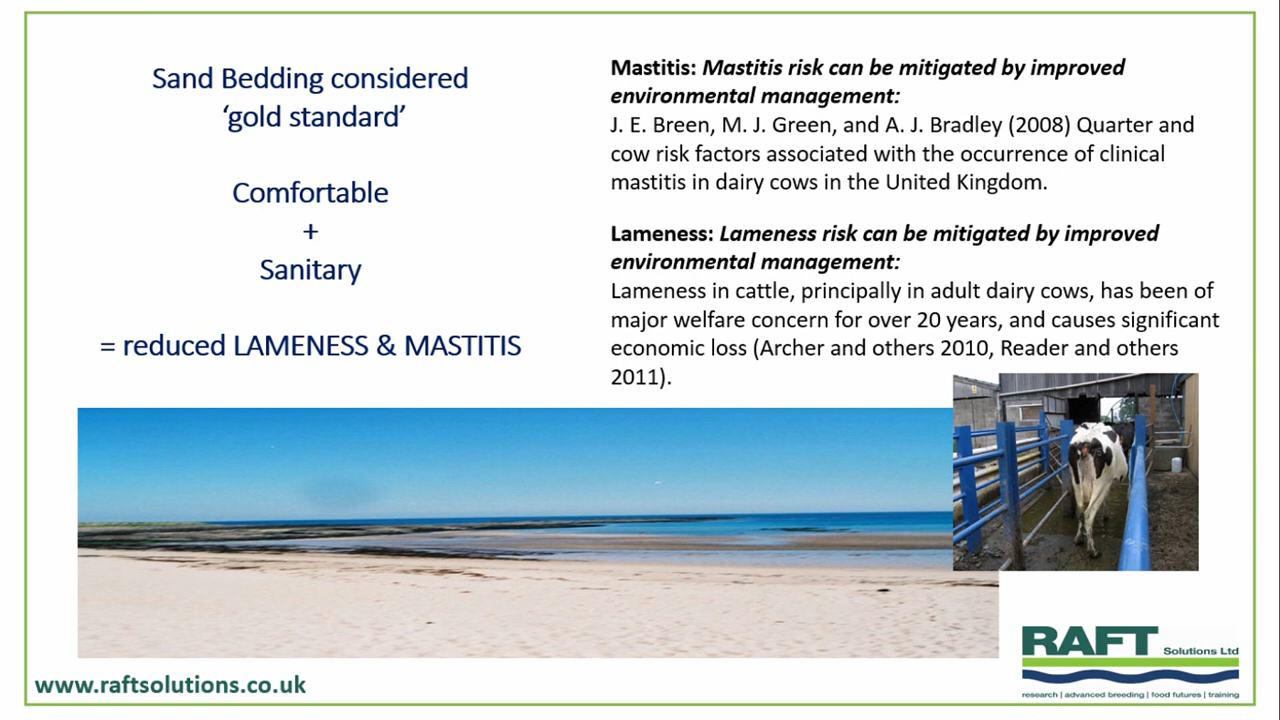 Sand Bedding considered
‘gold standard’
Comfortable
+
Sanitary
= reduced LAMENESS & MASTITIS
Mastitis: Mastitis risk can be mitigated by improved
environmental management:
J. E. Breen, M. J. Green, and A. J. Bradley (2008) Quarter and
cow risk factors associated with the occurrence of clinical
mastitis in dairy cows in the United Kingdom.
Lameness: Lameness risk can be mitigated by improved
environmental management:
Lameness in cattle, principally in adult dairy cows, has been of
major welfare concern for over 20 years, and causes significant
economic loss (Archer and others 2010, Reader and others
2011).
RAFT Solutions Ltd
research | advanced breeding | food futures | training
www.raftsolutions.co.uk